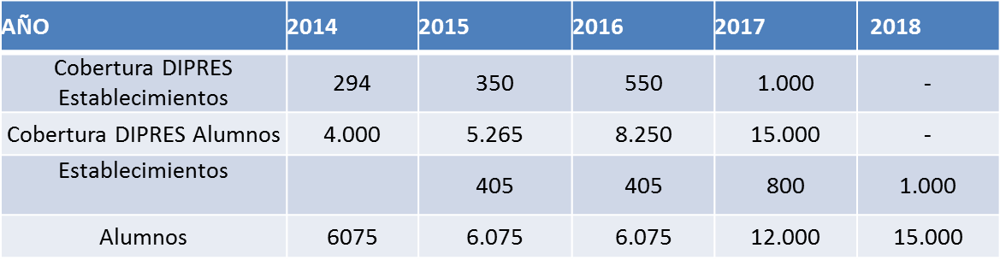 AÑO 2014 2015 2016 2017 2018
Cobertura DIPRES
Establecimientos 294 350 550 1.000 -
Cobertura DIPRES Alumnos 4.000 5.265 8.250 15.000 -
Establecimientos 405 405 800 1.000
Alumnos 6075 6.075 6.075 12.000 15.000